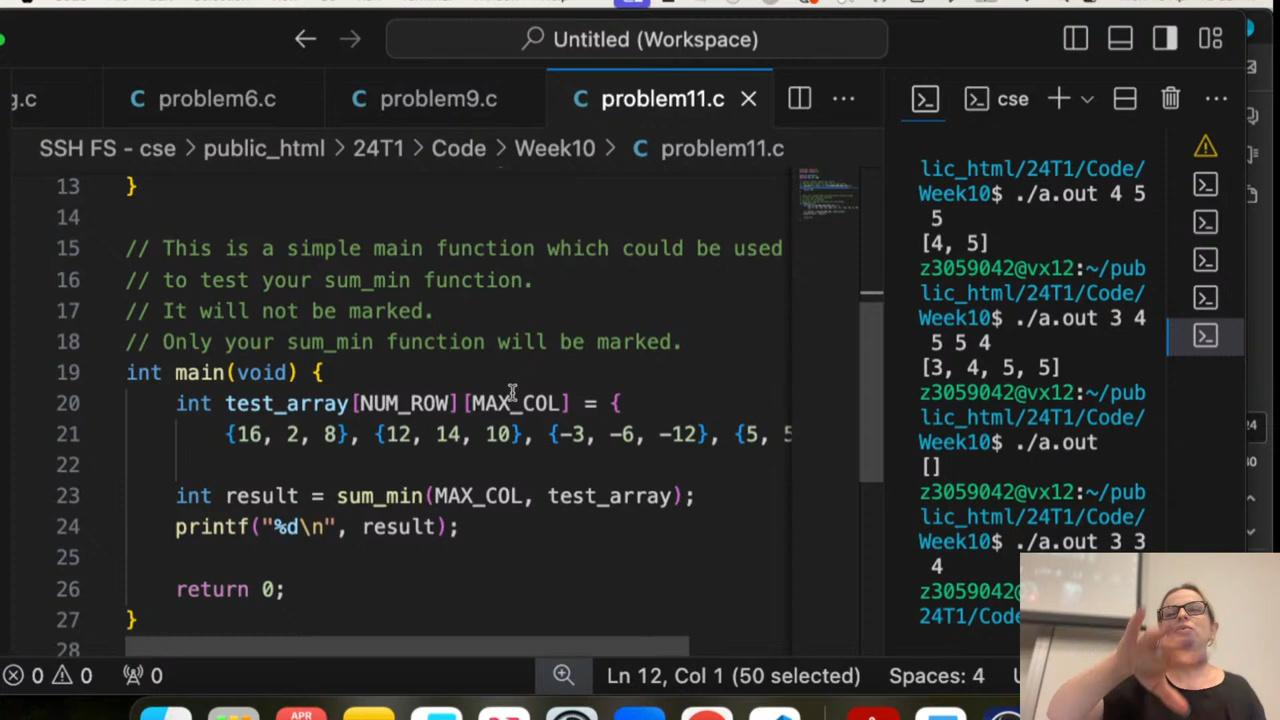 Untitled (Workspace)
g.c
problem6.c
problem9.c
problem11.c
cse
SSH FS - cse > public_html > 24T1 > Code > Week10 > problem11.c
13 }
14
15 // This is a simple main function which could be used
16 // to test your sum_min function.
17 // It will not be marked.
18 // Only your sum_min function will be marked.
19 int main(void) {
20 int test_array[NUM_ROW][MAX_COL] = {
21 {16, 2, 8}, {12, 14, 10}, {-3, -6, -12}, {5, 5
22
23 int result = sum_min(MAX_COL, test_array);
24 printf("%d\n", result);
25
26 return 0;
27 }
28
lic_html/24T1/Code/
Week10$ ./a.out 4 5
5
[4, 5]
z3059042@vx12:~/pub
lic_html/24T1/Code/
Week10$ ./a.out 3 4
5 5 4
[3, 4, 5, 5]
z3059042@vx12:~/pub
lic_html/24T1/Code/
Week10$ ./a.out
[]
z3059042@vx12:~/pub
lic_html/24T1/Code/
Week10$ ./a.out 3 3
4
z3059042@
24T1/Code
0 0 0
Ln 12, Col 1 (50 selected)
Spaces: 4
APR